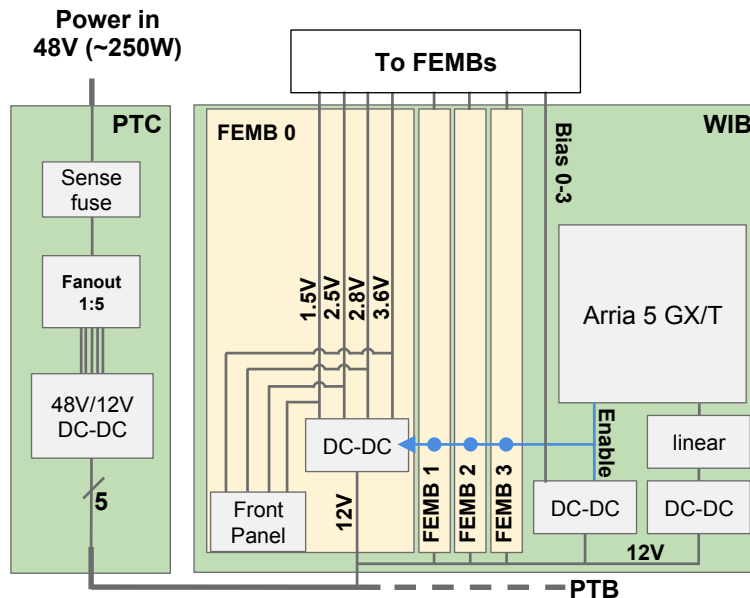 Power in
48V (~250W)
To FEMBs
PTC
Sense
fuse
Fanout
1:5
48V/12V
DC-DC
5
FEMB 0
1.5V
2.5V
2.8V
3.6V
DC-DC
Front
Panel
12V
FEMB 1
FEMB 2
FEMB 3
Bias 0-3
WIB
Arria 5 GX/T
Enable
linear
DC-DC
DC-DC
12V
PTB